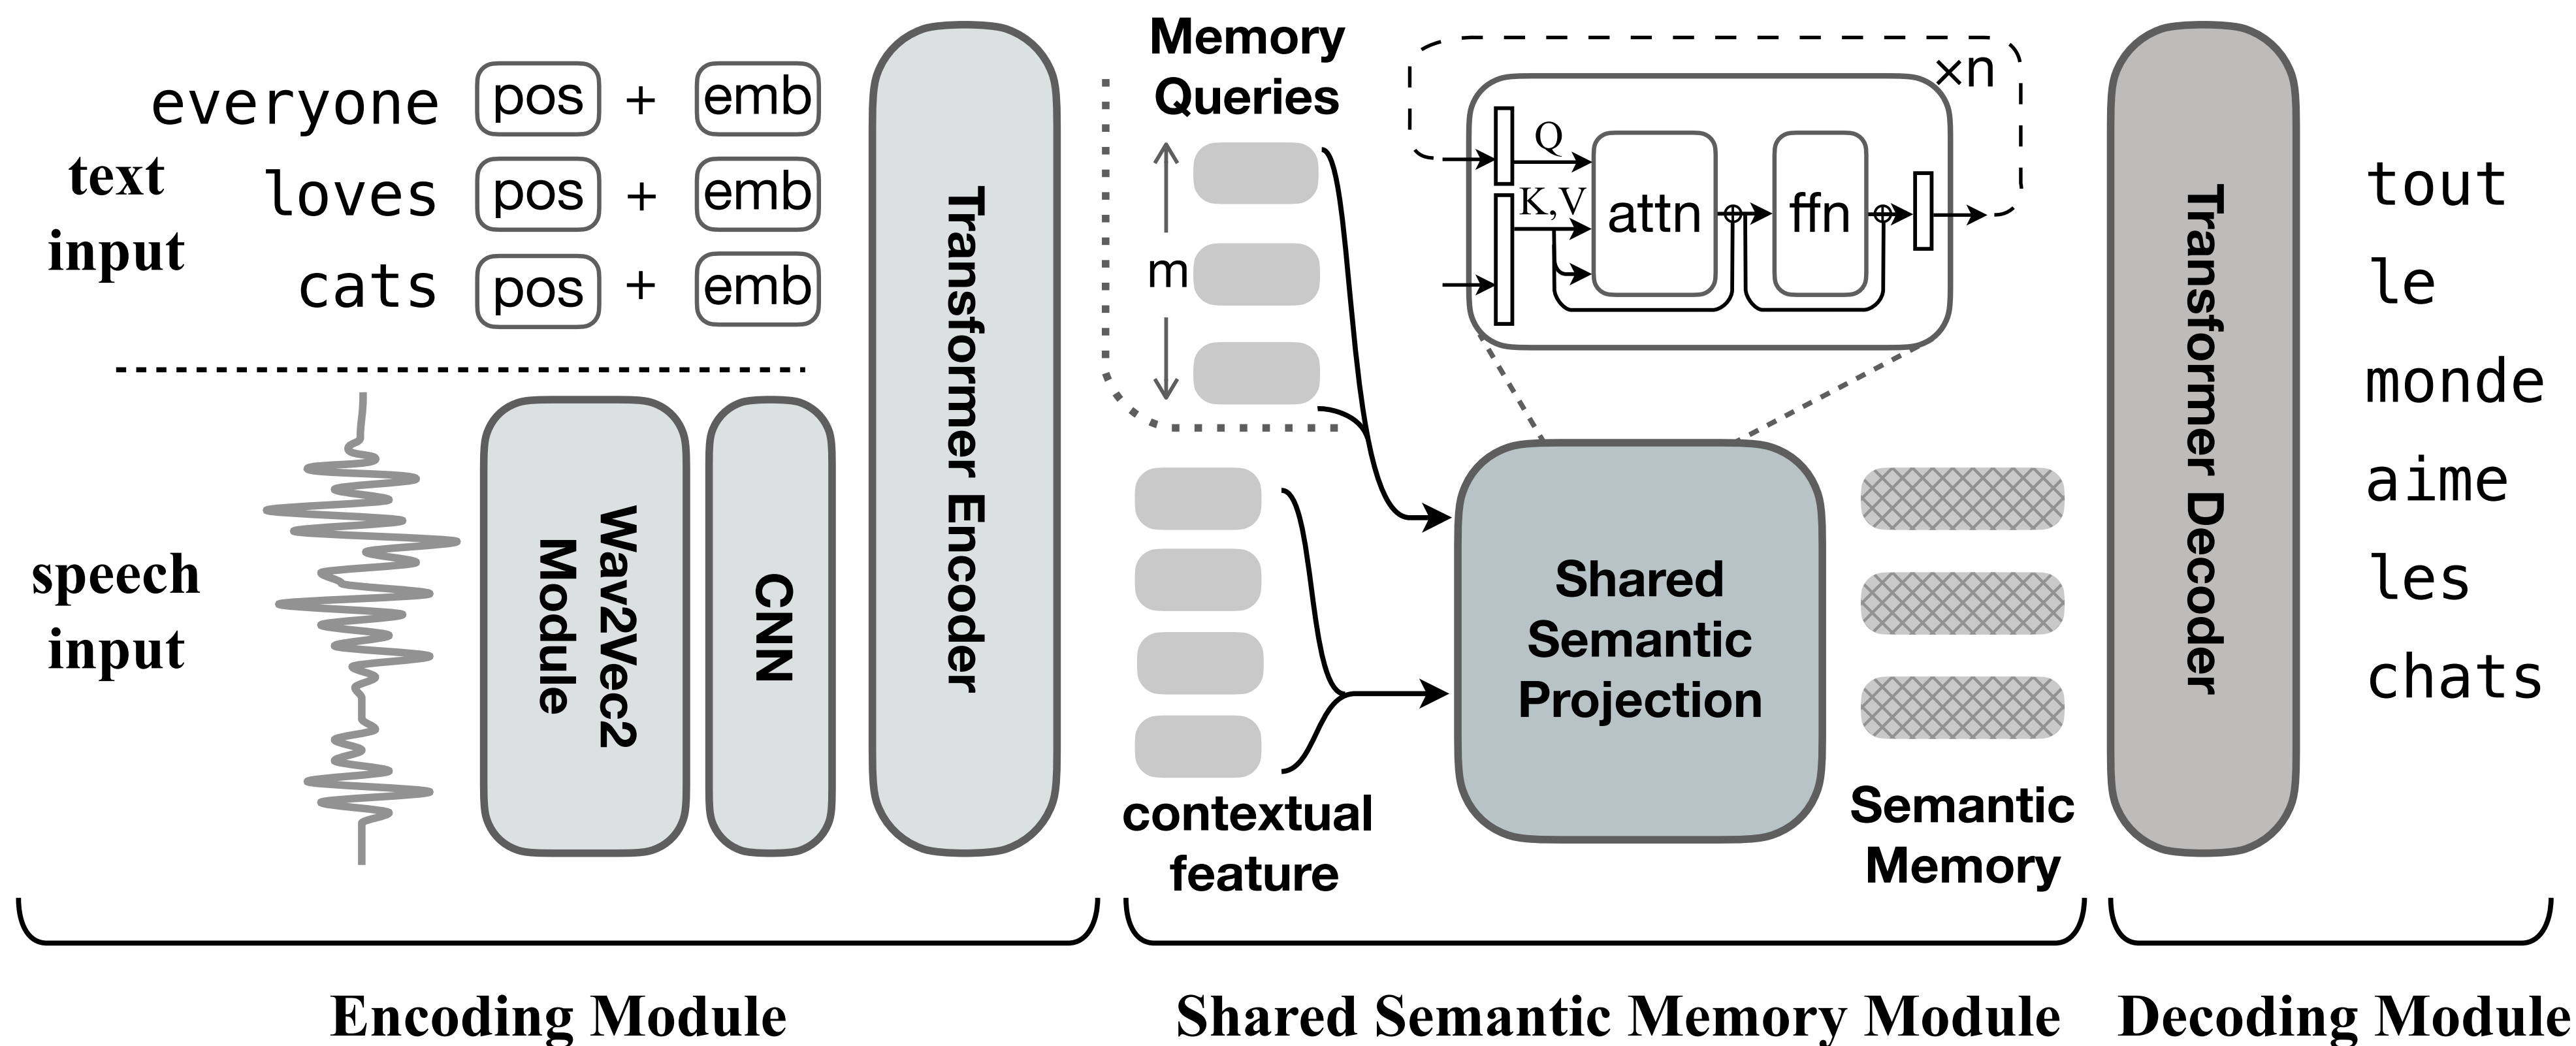 text
input
everyone pos + emb
loves pos + emb
cats pos + emb
speech
input
Wav2Vec2
Module
CNN
Transformer Encoder
Memory
Queries
m
contextual
feature
×n
Q
K,V
attn
ffn
Shared
Semantic
Projection
Semantic
Memory
Transformer Decoder
tout
le
monde
aime
les
chats
Encoding Module
Shared Semantic Memory Module
Decoding Module